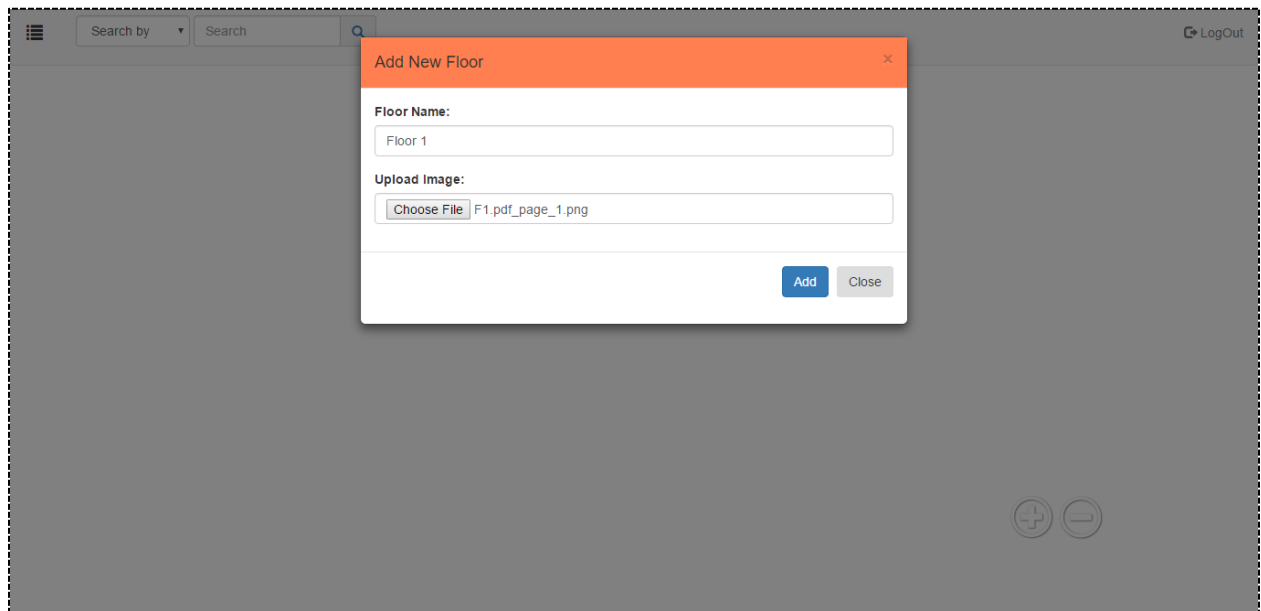 Search by Search LogOut
Add New Floor ×
Floor Name:
Floor 1
Upload Image:
Choose File F1.pdf_page_1.png
Add Close